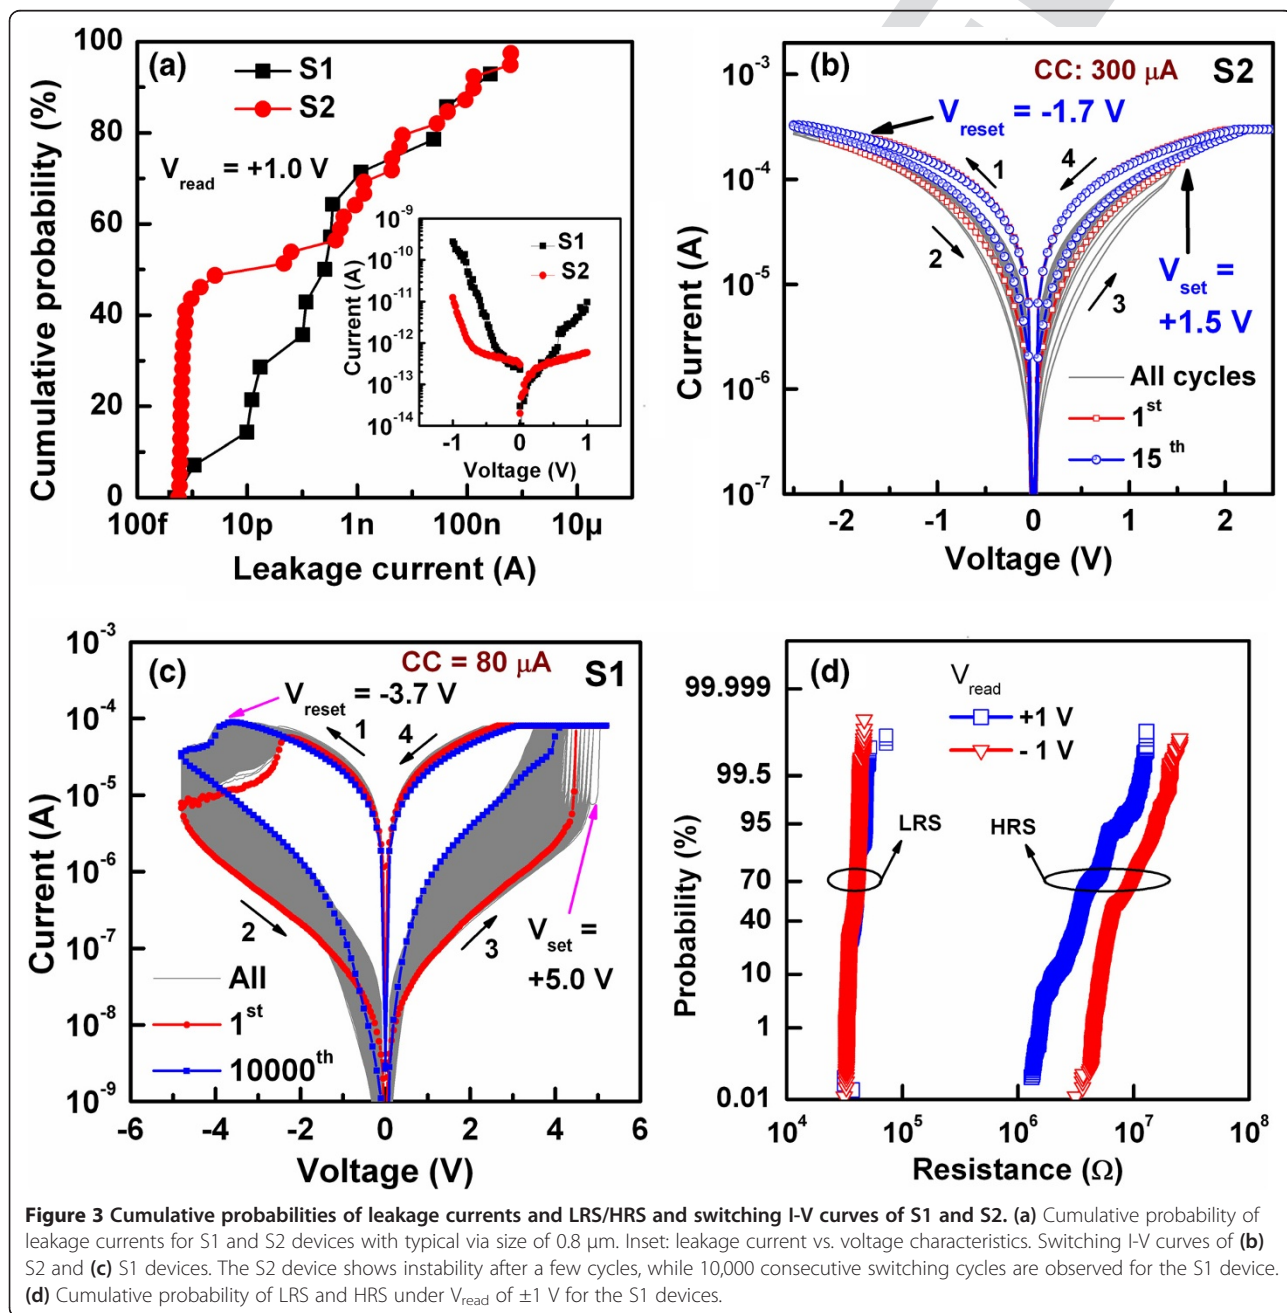 (a)
S1
S2
V_read = +1.0 V
Cumulative probability (%)
100
80
60
40
20
0
100f 10p 1n 100n 10µ
Leakage current (A)
S1
S2
Current (A)
10^-9
10^-10
10^-11
10^-12
10^-13
10^-14
-1 0 1
Voltage (V)
(b)
CC: 300 µA
S2
V_reset = -1.7 V
1
4
2
3
V_set =
+1.5 V
All cycles
1^st
15^th
Current (A)
10^-3
10^-4
10^-5
10^-6
10^-7
-2 -1 0 1 2
Voltage (V)
(c)
CC = 80 µA
S1
V_reset = -3.7 V
1
4
2
3
V_set =
+5.0 V
All
1^st
10000^th
Current (A)
10^-3
10^-4
10^-5
10^-6
10^-7
10^-8
10^-9
-6 -4 -2 0 2 4 6
Voltage (V)
(d)
V_read
+1 V
- 1 V
LRS
HRS
Probability (%)
99.999
99.5
95
70
40
10
1
0.01
10^4 10^5 10^6 10^7 10^8
Resistance (Ω)
Figure 3 Cumulative probabilities of leakage currents and LRS/HRS and switching I-V curves of S1 and S2. (a) Cumulative probability of
leakage currents for S1 and S2 devices with typical via size of 0.8 µm. Inset: leakage current vs. voltage characteristics. Switching I-V curves of (b)
S2 and (c) S1 devices. The S2 device shows instability after a few cycles, while 10,000 consecutive switching cycles are observed for the S1 device.
(d) Cumulative probability of LRS and HRS under V_read of ±1 V for the S1 devices.